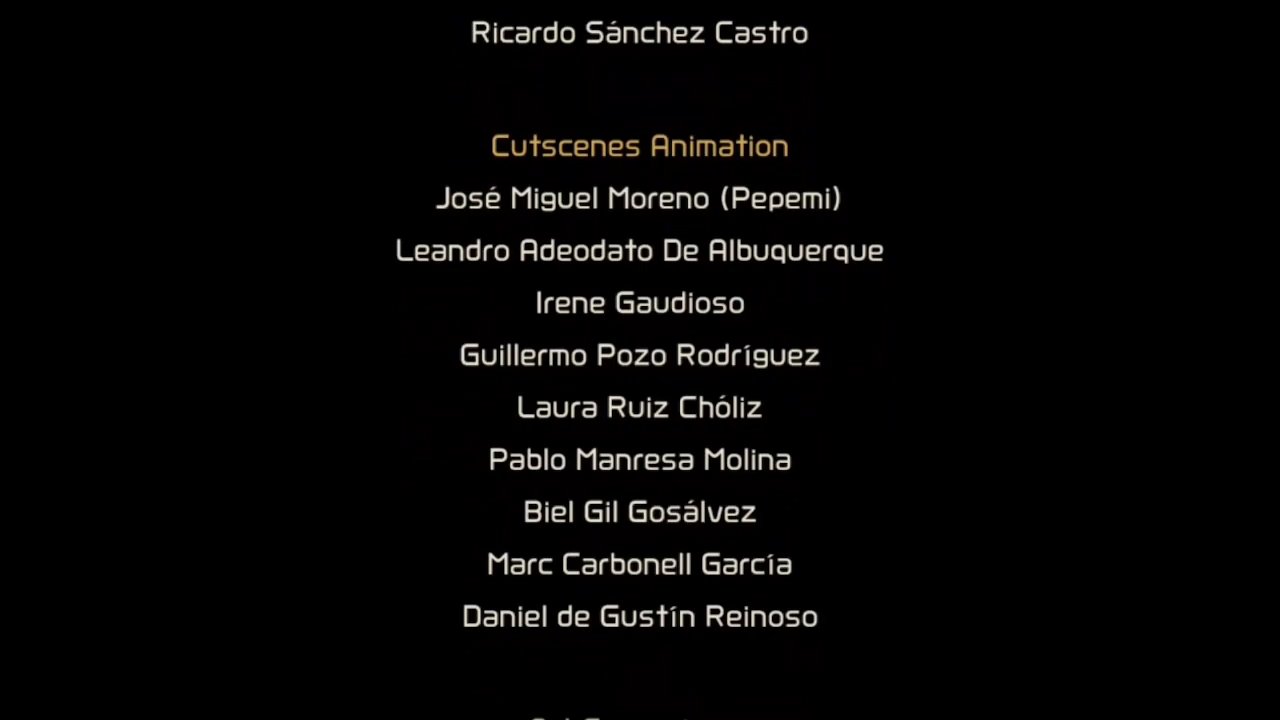 Ricardo Sánchez Castro
Cutscenes Animation
José Miguel Moreno (Pepemi)
Leandro Adeodato De Albuquerque
Irene Gaudioso
Guillermo Pozo Rodríguez
Laura Ruiz Chóliz
Pablo Manresa Molina
Biel Gil Gosálvez
Marc Carbonell García
Daniel de Gustín Reinoso